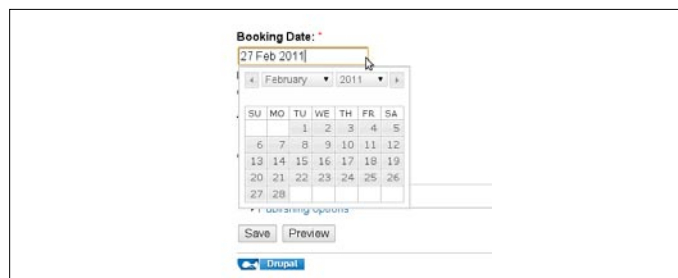 Booking Date: *
27 Feb 2011
February 2011
SU MO TU WE TH FR SA
1 2 3 4 5
6 7 8 9 10 11 12
13 14 15 16 17 18 19
20 21 22 23 24 25 26
27 28
Publishing options
Save Preview
Drupal